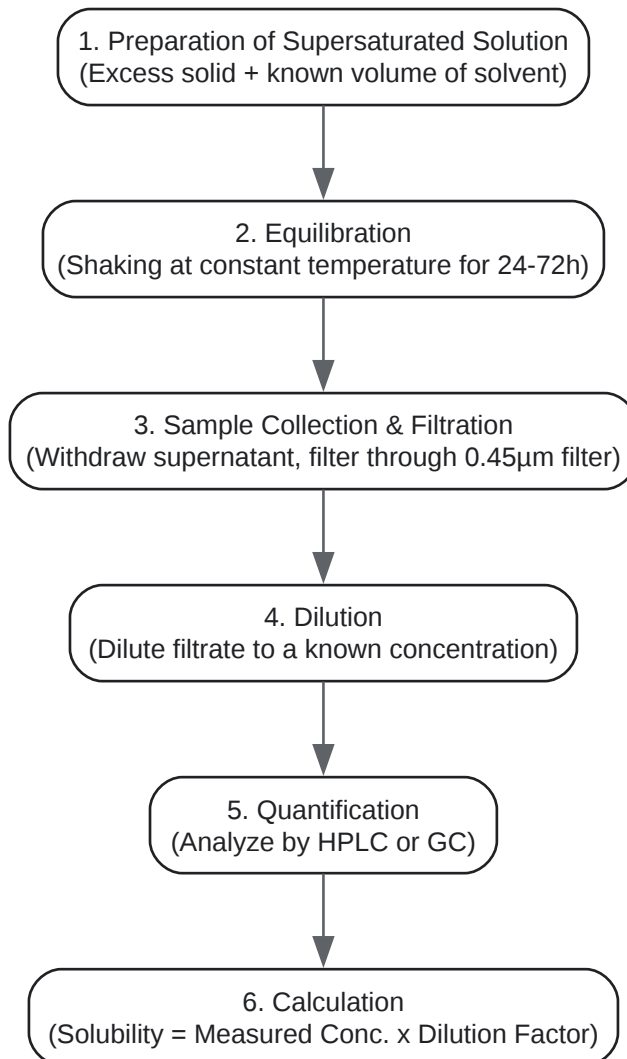 1. Preparation of Supersaturated Solution
(Excess solid + known volume of solvent)
2. Equilibration
(Shaking at constant temperature for 24-72h)
3. Sample Collection & Filtration
(Withdraw supernatant, filter through 0.45µm filter)
4. Dilution
(Dilute filtrate to a known concentration)
5. Quantification
(Analyze by HPLC or GC)
6. Calculation
(Solubility = Measured Conc. x Dilution Factor)